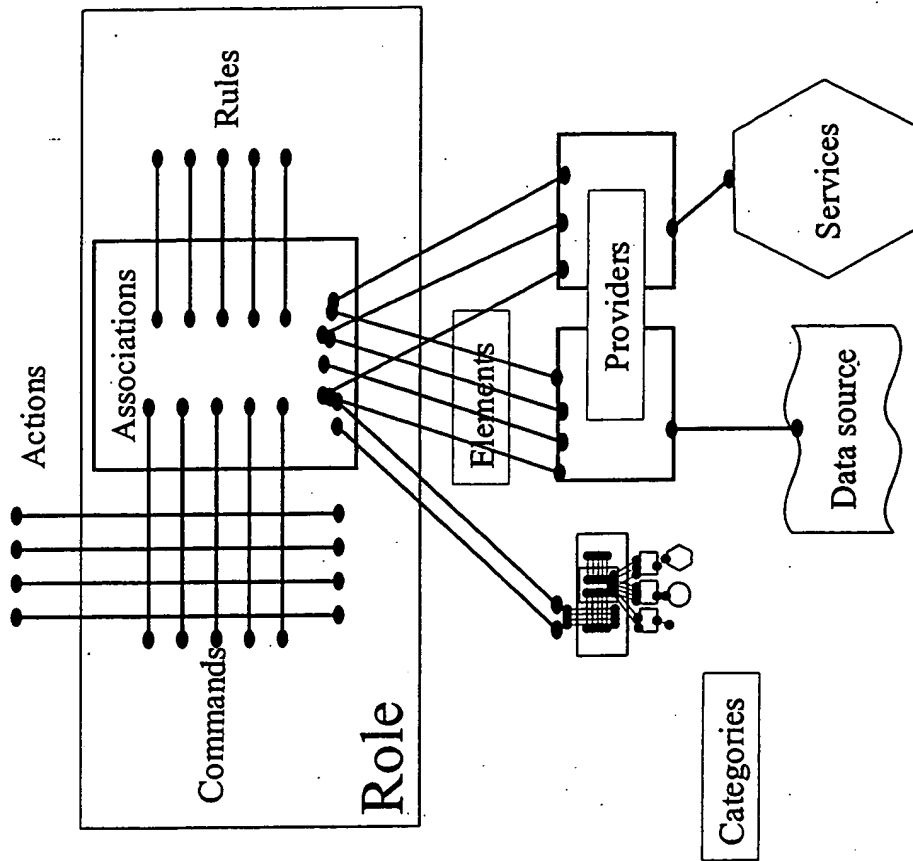 Actions
Associations
Rules
Commands
Role
Elements
Providers
Data source
Services
Categories